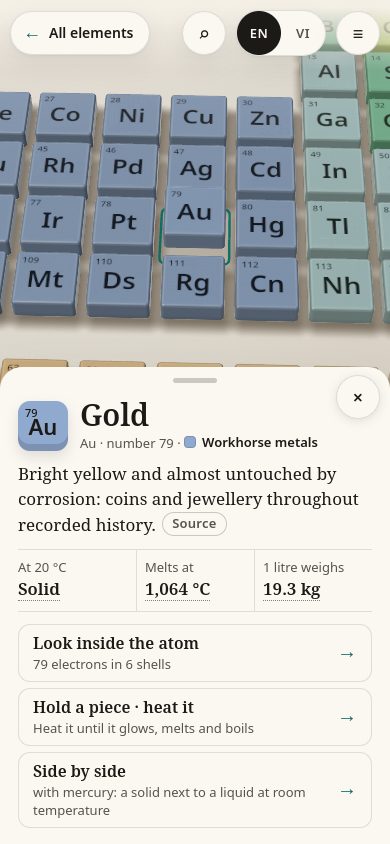 ← All elements
⌕
EN VI
≡
13 Al 14
27 Co 28 Ni 29 Cu 30 Zn 31 Ga 32
45 Rh 46 Pd 47 Ag 48 Cd 49 In 50
77 Ir 78 Pt 79 Au 80 Hg 81 Tl
109 Mt 110 Ds 111 Rg 112 Cn 113 Nh
×
79 Au
Gold
Au · number 79 · Workhorse metals
Bright yellow and almost untouched by
corrosion: coins and jewellery throughout
recorded history. Source
At 20 °C Melts at 1 litre weighs
Solid 1,064 °C 19.3 kg
Look inside the atom
79 electrons in 6 shells →
Hold a piece · heat it
Heat it until it glows, melts and boils →
Side by side
with mercury: a solid next to a liquid at room →
temperature